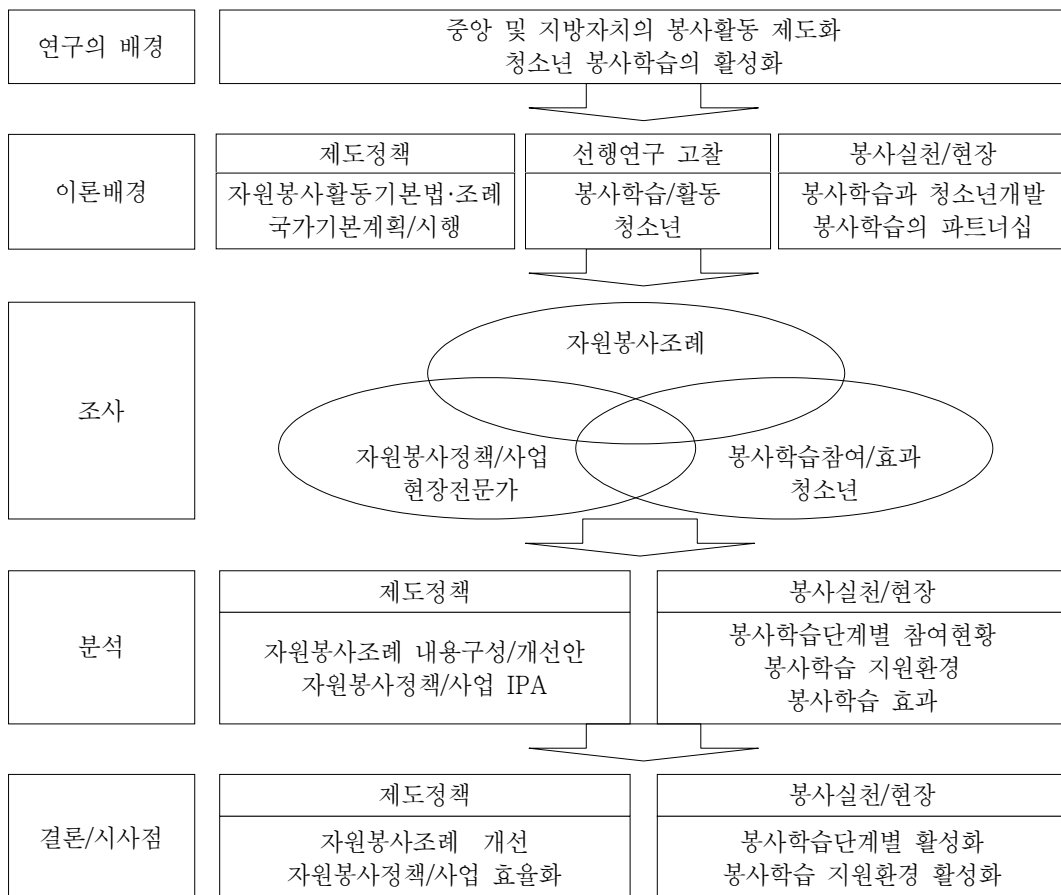 연구의 배경
중앙 및 지방자치의 봉사활동 제도화
청소년 봉사학습의 활성화
이론배경
제도정책
자원봉사활동기본법·조례
국가기본계획/시행
선행연구 고찰
봉사학습/활동
청소년
봉사실천/현장
봉사학습과 청소년개발
봉사학습의 파트너십
조사
자원봉사조례
자원봉사정책/사업
현장전문가
봉사학습참여/효과
청소년
분석
제도정책
자원봉사조례 내용구성/개선안
자원봉사정책/사업 IPA
봉사실천/현장
봉사학습단계별 참여현황
봉사학습 지원환경
봉사학습 효과
결론/시사점
제도정책
자원봉사조례 개선
자원봉사정책/사업 효율화
봉사실천/현장
봉사학습단계별 활성화
봉사학습 지원환경 활성화